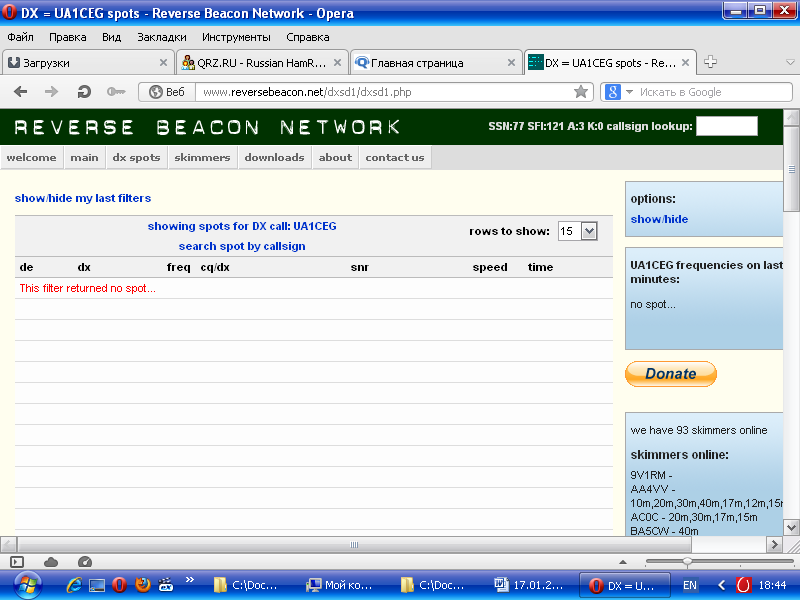 DX = UA1CEG spots - Reverse Beacon Network - Opera
Файл Правка Вид Закладки Инструменты Справка
Загрузки
QRZ.RU - Russian HamR...
Главная страница
DX = UA1CEG spots - Re...
Веб
www.reversebeacon.net/dxsd1/dxsd1.php
Искать в Google
REVERSE BEACON NETWORK
SSN:77 SFI:121 A:3 K:0 callsign lookup:
welcome main dx spots skimmers downloads about contact us
show/hide my last filters
showing spots for DX call: UA1CEG
search spot by callsign
rows to show: 15
de dx freq cq/dx snr speed time
This filter returned no spot...
options:
show/hide
UA1CEG frequencies on last
minutes:
no spot...
Donate
we have 93 skimmers online
skimmers online:
9V1RM -
AA4VV -
10m,20m,30m,40m,17m,12m,15m
AC0C - 20m,30m,17m,15m
BA5CW - 40m
C:\Doc...
Мой ко...
C:\Doc...
17.01.2...
DX = U...
EN
18:44